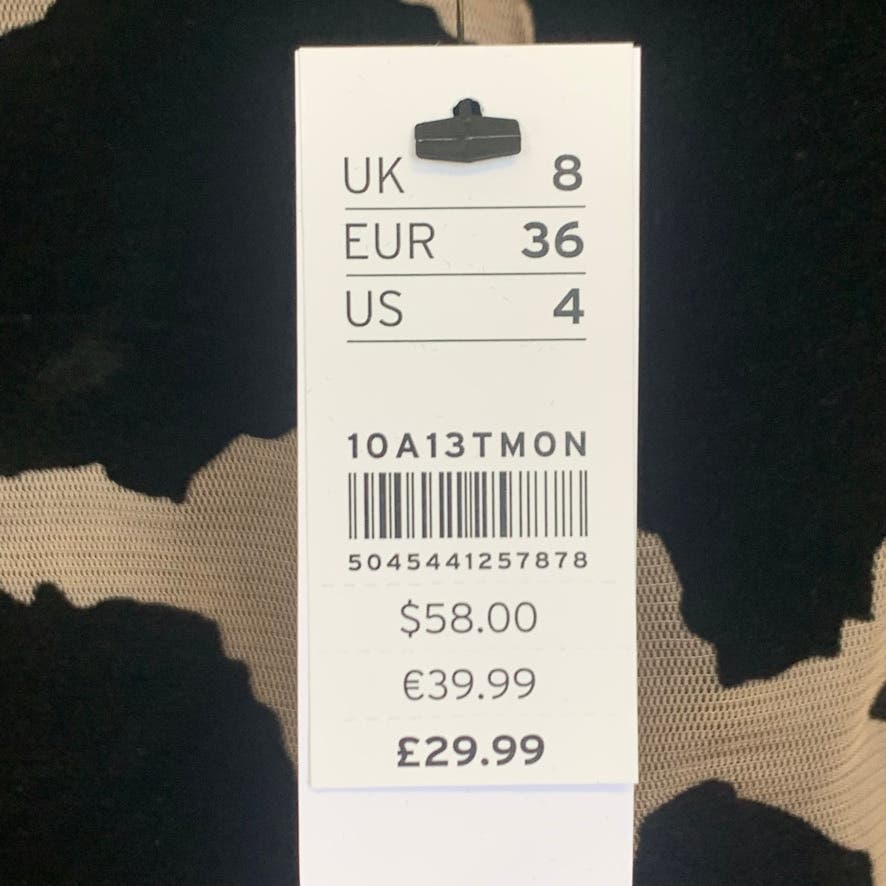 UK 8
EUR 36
US 4
10A13TMON
5045441257878
$58.00
€39.99
£29.99